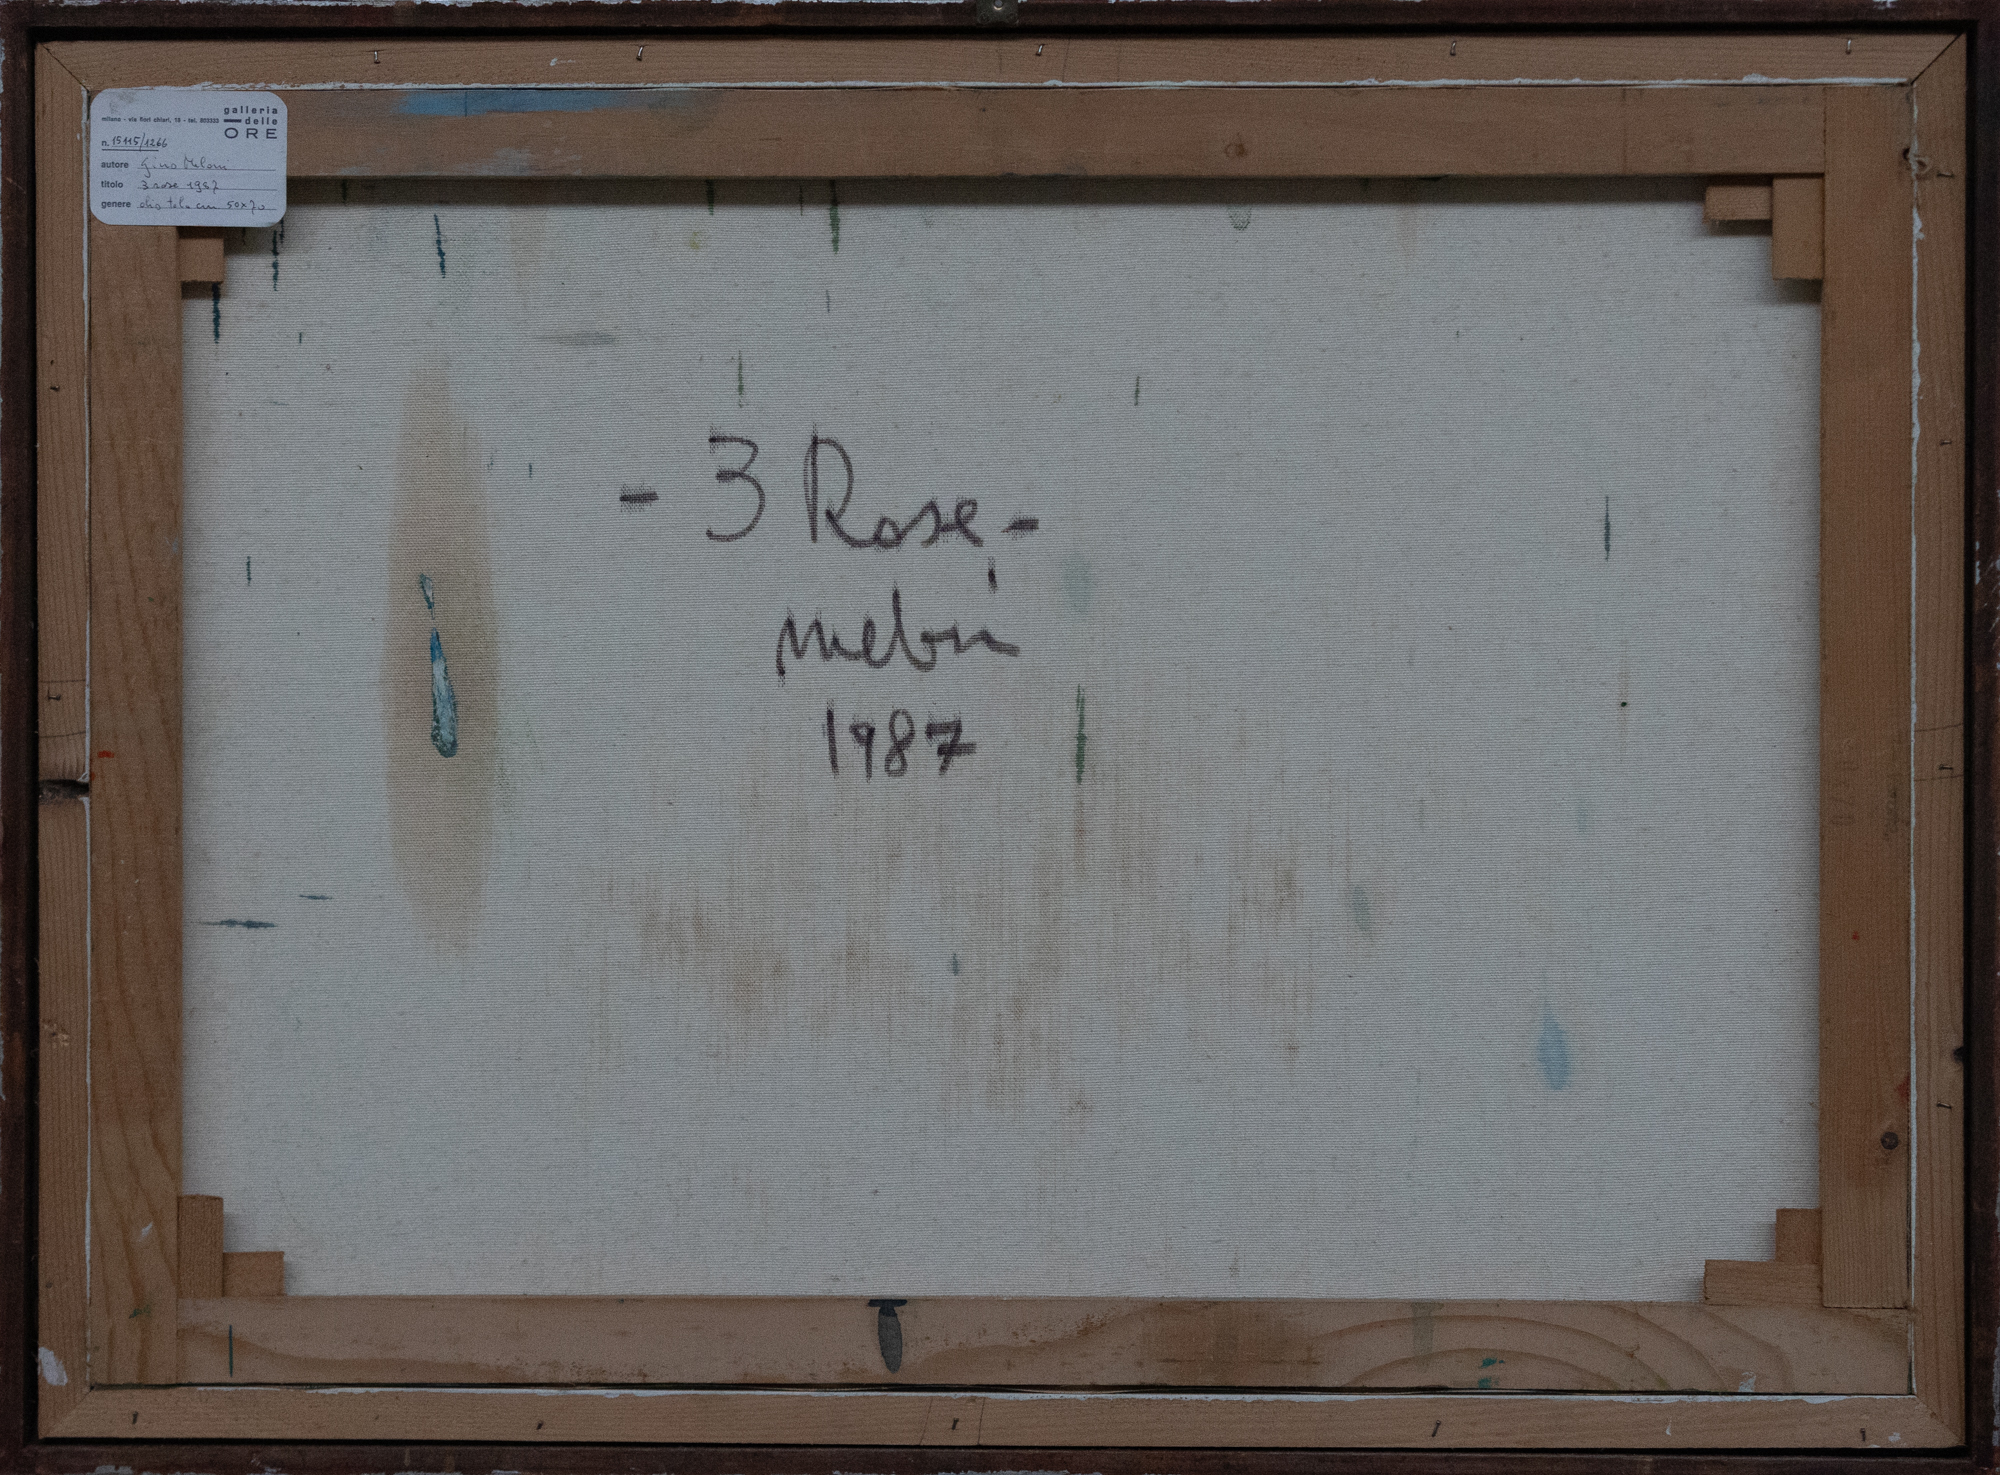 galleria
milano - via fiori chiari, 18 - tel. 803333 delle
ORE
n. 15115/1266
autore Gino Meloni
titolo 3 rose 1987
genere olio tela cm 50x70
- 3 Rose -
Meloni
1987